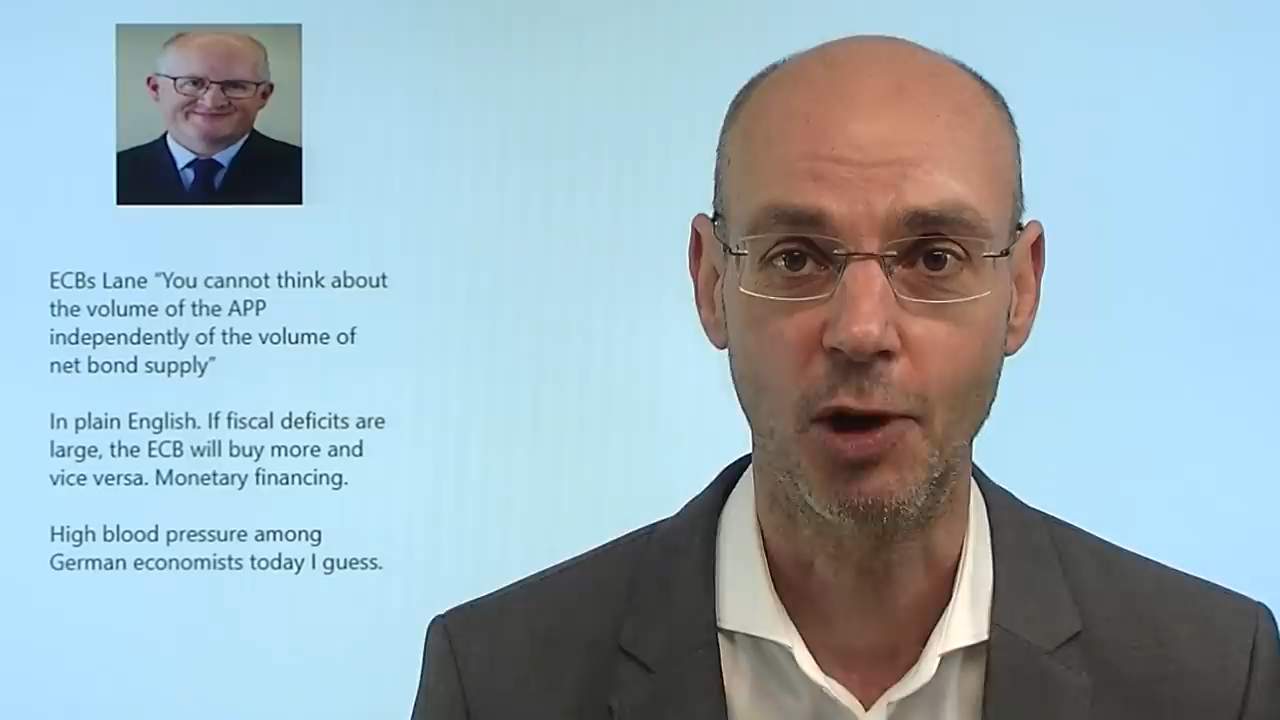 ECBs Lane “You cannot think about
the volume of the APP
independently of the volume of
net bond supply”
In plain English. If fiscal deficits are
large, the ECB will buy more and
vice versa. Monetary financing.
High blood pressure among
German economists today I guess.